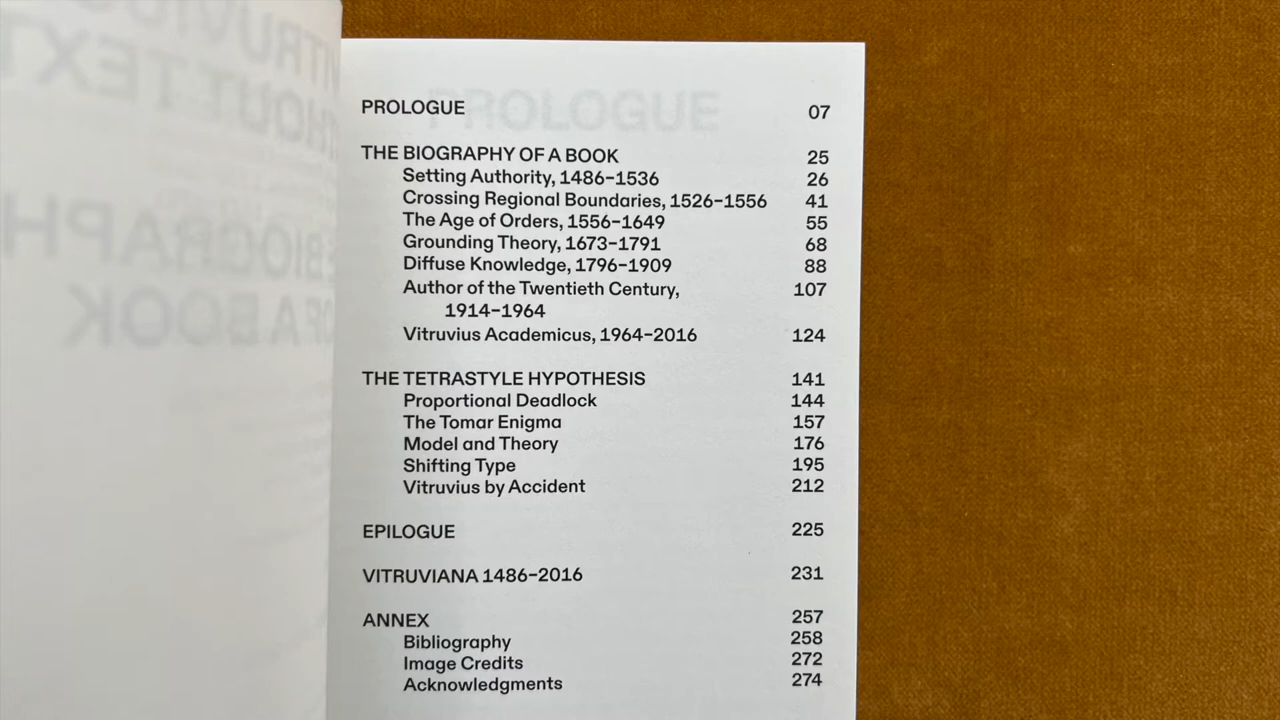 PROLOGUE 07
THE BIOGRAPHY OF A BOOK 25
Setting Authority, 1486–1536 26
Crossing Regional Boundaries, 1526–1556 41
The Age of Orders, 1556–1649 55
Grounding Theory, 1673–1791 68
Diffuse Knowledge, 1796–1909 88
Author of the Twentieth Century, 107
1914–1964
Vitruvius Academicus, 1964–2016 124
THE TETRASTYLE HYPOTHESIS 141
Proportional Deadlock 144
The Tomar Enigma 157
Model and Theory 176
Shifting Type 195
Vitruvius by Accident 212
EPILOGUE 225
VITRUVIANA 1486–2016 231
ANNEX 257
Bibliography 258
Image Credits 272
Acknowledgments 274